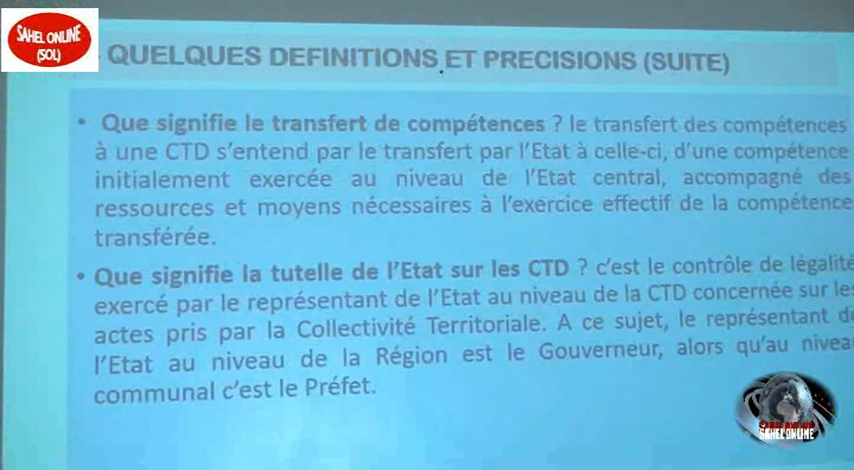 SAHEL ONLINE
(SOL)
QUELQUES DEFINITIONS ET PRECISIONS (SUITE)
• Que signifie le transfert de compétences ? le transfert des compétences
à une CTD s'entend par le transfert par l'Etat à celle-ci, d'une compétence
initialement exercée au niveau de l'Etat central, accompagné des
ressources et moyens nécessaires à l'exercice effectif de la compétence
transférée.
• Que signifie la tutelle de l'Etat sur les CTD ? c'est le contrôle de légalité
exercé par le représentant de l'Etat au niveau de la CTD concernée sur les
actes pris par la Collectivité Territoriale. A ce sujet, le représentant de
l'Etat au niveau de la Région est le Gouverneur, alors qu'au niveau
communal c'est le Préfet.
SAHEL ONLINE